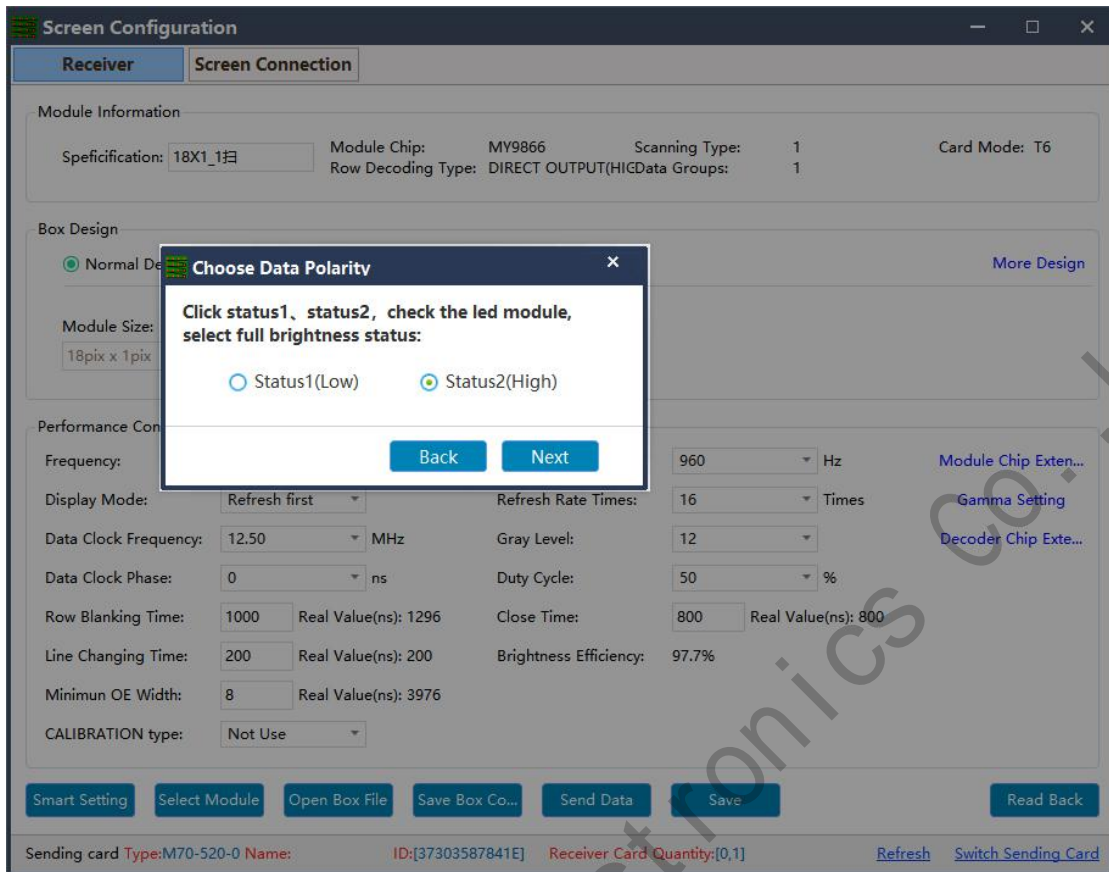 Screen Configuration
Receiver Screen Connection
Module Information
Speficification: 18X1_1扫 Module Chip: MY9866 Scanning Type: 1 Card Mode: T6
Row Decoding Type: DIRECT OUTPUT(HIGData Groups: 1
Box Design
Normal De More Design
Choose Data Polarity
Click status1、status2，check the led module,
select full brightness status:
Status1(Low) Status2(High)
Back Next
Module Size:
18pix x 1pix
Performance Con
Frequency: 960 Hz Module Chip Exten...
Display Mode: Refresh first Refresh Rate Times: 16 Times Gamma Setting
Data Clock Frequency: 12.50 MHz Gray Level: 12 Decoder Chip Exte...
Data Clock Phase: 0 ns Duty Cycle: 50 %
Row Blanking Time: 1000 Real Value(ns): 1296 Close Time: 800 Real Value(ns): 800
Line Changing Time: 200 Real Value(ns): 200 Brightness Efficiency: 97.7%
Minimun OE Width: 8 Real Value(ns): 3976
CALIBRATION type: Not Use
Smart Setting Select Module Open Box File Save Box Co... Send Data Save Read Back
Sending card Type:M70-520-0 Name: ID:[37303587841E] Receiver Card Quantity:[0,1] Refresh Switch Sending Card
stronics Co.,L